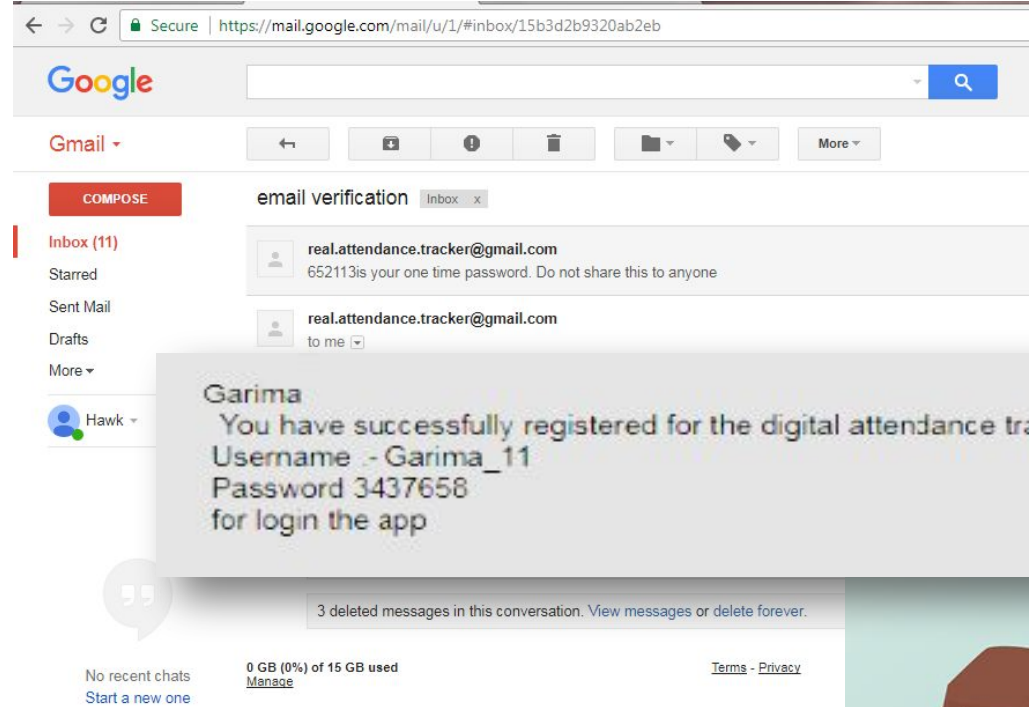 Secure | https://mail.google.com/mail/u/1/#inbox/15b3d2b9320ab2eb
Google
Gmail
More
COMPOSE
email verification Inbox x
Inbox (11)
Starred
Sent Mail
Drafts
More
Hawk
real.attendance.tracker@gmail.com
652113is your one time password. Do not share this to anyone
real.attendance.tracker@gmail.com
to me
Garima
You have successfully registered for the digital attendance tra
Username :- Garima_11
Password 3437658
for login the app
3 deleted messages in this conversation. View messages or delete forever.
No recent chats
Start a new one
0 GB (0%) of 15 GB used
Manage
Terms - Privacy